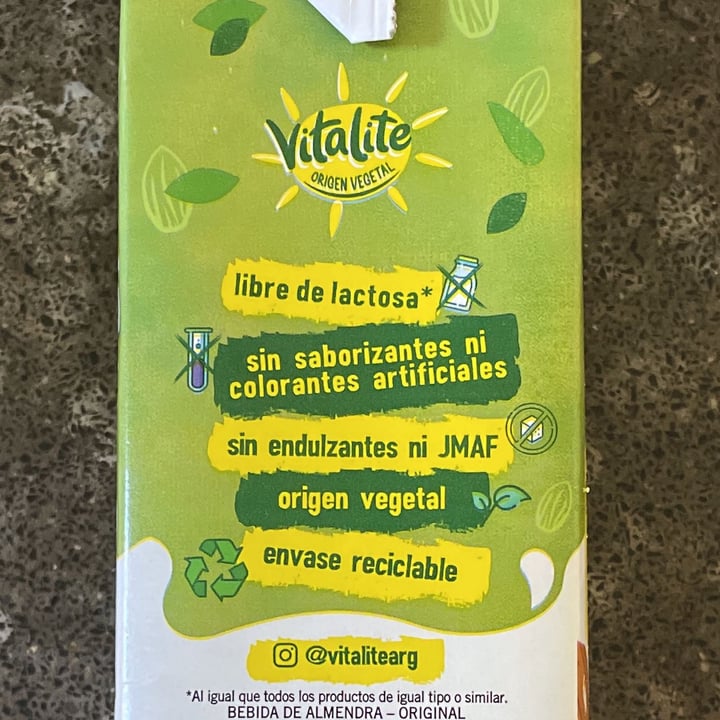 Vitalite
ORIGEN VEGETAL
libre de lactosa*
sin saborizantes ni
colorantes artificiales
sin endulzantes ni JMAF
origen vegetal
envase reciclable
@vitalitearg
*Al igual que todos los productos de igual tipo o similar.
BEBIDA DE ALMENDRA – ORIGINAL